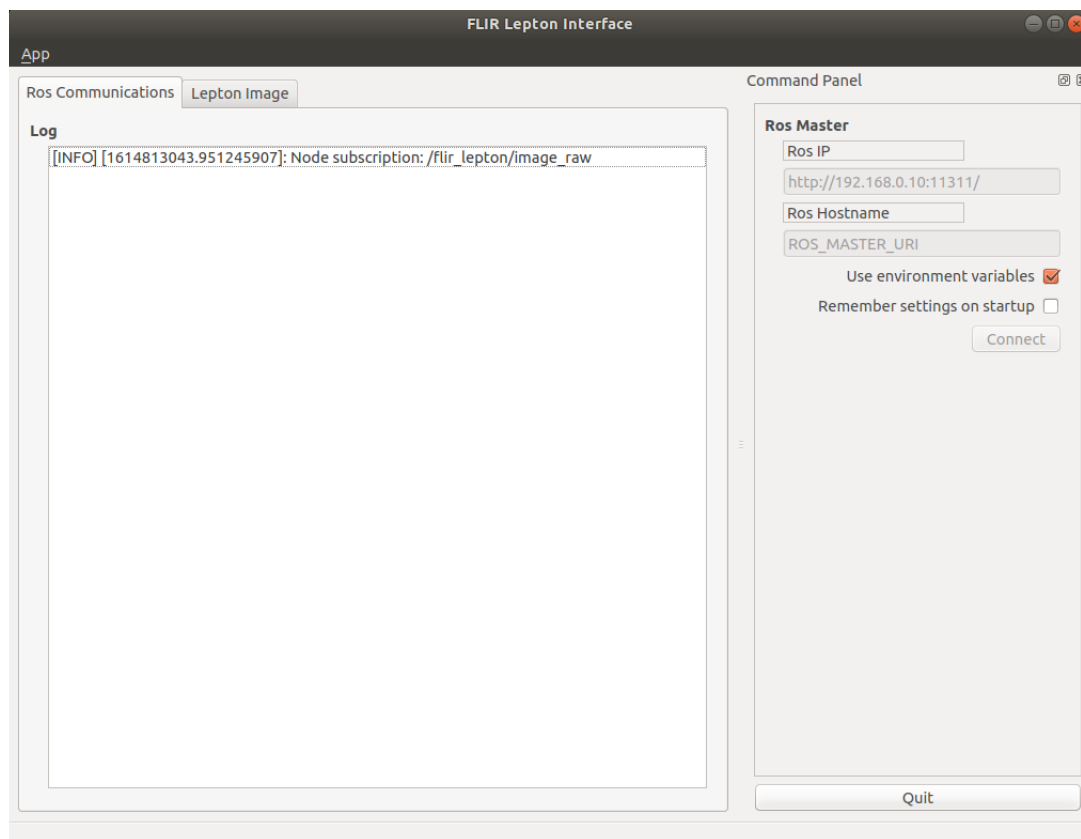 FLIR Lepton Interface
App
Ros Communications
Lepton Image
Log
[INFO] [1614813043.951245907]: Node subscription: /flir_lepton/image_raw
Command Panel
Ros Master
Ros IP
http://192.168.0.10:11311/
Ros Hostname
ROS_MASTER_URI
Use environment variables
Remember settings on startup
Connect
Quit